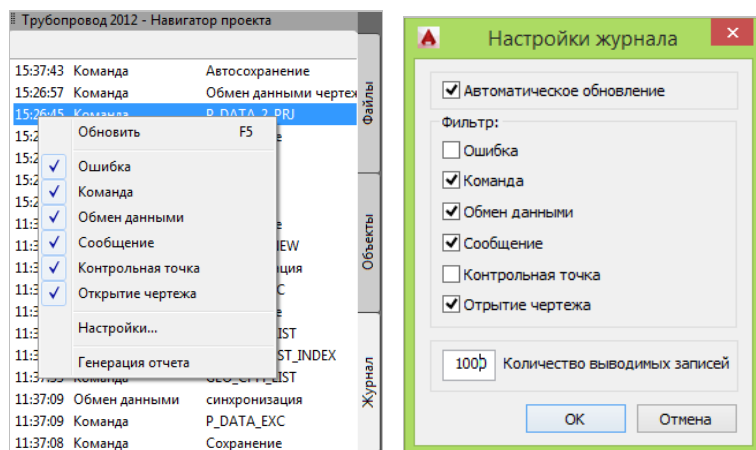 Трубопровод 2012 - Навигатор проекта
15:37:43 Команда Автосохранение
15:26:57 Команда Обмен данными чертеж
15:26:45 Команда P_DATA_2_PRJ
Обновить F5
Ошибка
Команда
Обмен данными
Сообщение
Контрольная точка
Открытие чертежа
Настройки...
Генерация отчета
11:37:09 Обмен данными синхронизация
11:37:09 Команда P_DATA_EXC
11:37:08 Команда Сохранение
Файлы
Объекты
Журнал
Настройки журнала
Автоматическое обновление
Фильтр:
Ошибка
Команда
Обмен данными
Сообщение
Контрольная точка
Отрытие чертежа
1000 Количество выводимых записей
OK Отмена